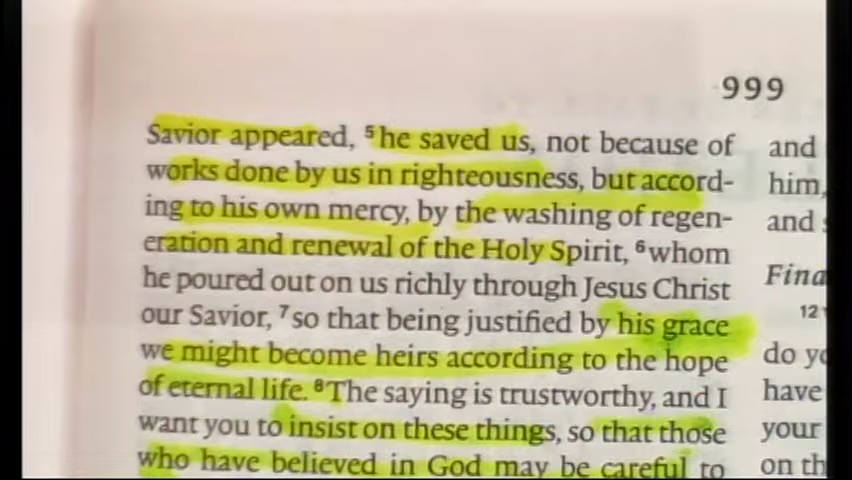 999
Savior appeared, ⁵he saved us, not because of
works done by us in righteousness, but accord-
ing to his own mercy, by the washing of regen-
eration and renewal of the Holy Spirit, ⁶whom
he poured out on us richly through Jesus Christ
our Savior, ⁷so that being justified by his grace
we might become heirs according to the hope
of eternal life. ⁸The saying is trustworthy, and I
want you to insist on these things, so that those
who have believed in God may be careful to
and
him,
and
12
have
your